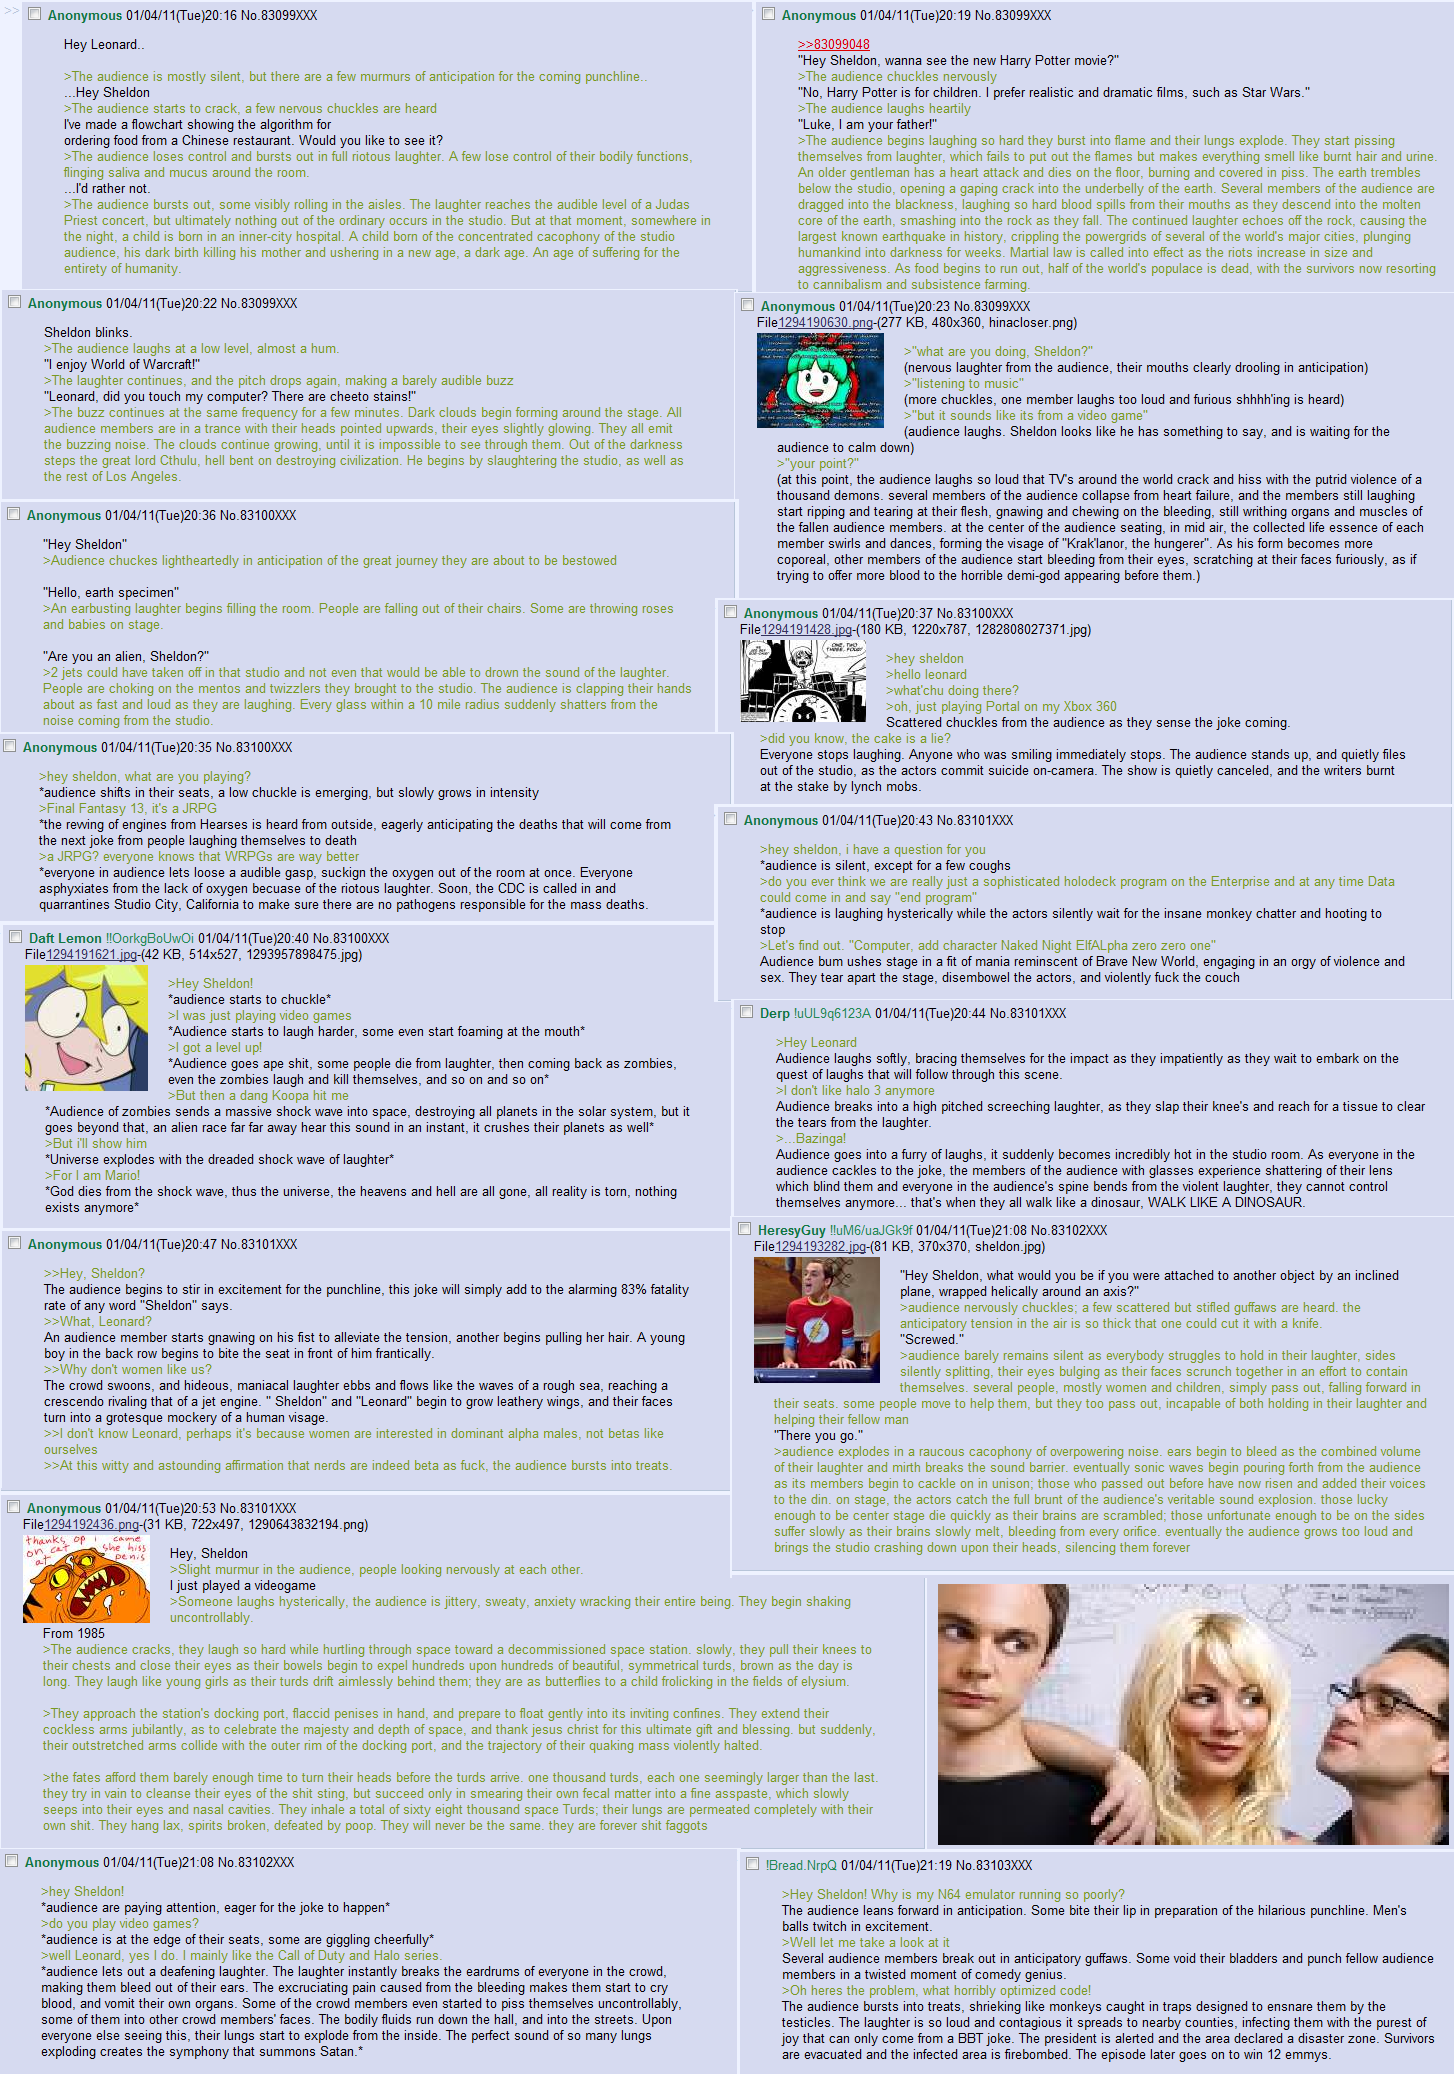 >> Anonymous 01/04/11(Tue)20:16 No.83099XXX
Hey Leonard..
>The audience is mostly silent, but there are a few murmurs of anticipation for the coming punchline..
...Hey Sheldon
>The audience starts to crack, a few nervous chuckles are heard
I've made a flowchart showing the algorithm for
ordering food from a Chinese restaurant. Would you like to see it?
>The audience loses control and bursts out in full riotous laughter. A few lose control of their bodily functions,
flinging saliva and mucus around the room.
...I'd rather not.
>The audience bursts out, some visibly rolling in the aisles. The laughter reaches the audible level of a Judas
Priest concert, but ultimately nothing out of the ordinary occurs in the studio. But at that moment, somewhere in
the night, a child is born in an inner-city hospital. A child born of the concentrated cacophony of the studio
audience, his dark birth killing his mother and ushering in a new age, a dark age. An age of suffering for the
entirety of humanity.
Anonymous 01/04/11(Tue)20:19 No.83099XXX
>>83099048
"Hey Sheldon, wanna see the new Harry Potter movie?"
>The audience chuckles nervously
"No, Harry Potter is for children. I prefer realistic and dramatic films, such as Star Wars."
>The audience laughs heartily
"Luke, I am your father!"
>The audience begins laughing so hard they burst into flame and their lungs explode. They start pissing
themselves from laughter, which fails to put out the flames but makes everything smell like burnt hair and urine.
An older gentleman has a heart attack and dies on the floor, burning and covered in piss. The earth trembles
below the studio, opening a gaping crack into the underbelly of the earth. Several members of the audience are
dragged into the blackness, laughing so hard blood spills from their mouths as they descend into the molten
core of the earth, smashing into the rock as they fall. The continued laughter echoes off the rock, causing the
largest known earthquake in history, crippling the powergrids of several of the world's major cities, plunging
humankind into darkness for weeks. Martial law is called into effect as the riots increase in size and
aggressiveness. As food begins to run out, half of the world's populace is dead, with the survivors now resorting
to cannibalism and subsistence farming.
Anonymous 01/04/11(Tue)20:22 No.83099XXX
Sheldon blinks.
>The audience laughs at a low level, almost a hum.
"I enjoy World of Warcraft!"
>The laughter continues, and the pitch drops again, making a barely audible buzz
"Leonard, did you touch my computer? There are cheeto stains!"
>The buzz continues at the same frequency for a few minutes. Dark clouds begin forming around the stage. All
audience members are in a trance with their heads pointed upwards, their eyes slightly glowing. They all emit
the buzzing noise. The clouds continue growing, until it is impossible to see through them. Out of the darkness
steps the great lord Cthulu, hell bent on destroying civilization. He begins by slaughtering the studio, as well as
the rest of Los Angeles.
Anonymous 01/04/11(Tue)20:23 No.83099XXX
File1294190630.png-(277 KB, 480x360, hinacloser.png)
>"what are you doing, Sheldon?"
(nervous laughter from the audience, their mouths clearly drooling in anticipation)
>"listening to music"
(more chuckles, one member laughs too loud and furious shhhh'ing is heard)
>"but it sounds like its from a video game"
(audience laughs. Sheldon looks like he has something to say, and is waiting for the
audience to calm down)
>"your point?"
(at this point, the audience laughs so loud that TV's around the world crack and hiss with the putrid violence of a
thousand demons. several members of the audience collapse from heart failure, and the members still laughing
start ripping and tearing at their flesh, gnawing and chewing on the bleeding, still writhing organs and muscles of
the fallen audience members. at the center of the audience seating, in mid air, the collected life essence of each
member swirls and dances, forming the visage of "Krak'lanor, the hungerer". As his form becomes more
coporeal, other members of the audience start bleeding from their eyes, scratching at their faces furiously, as if
trying to offer more blood to the horrible demi-god appearing before them.)
Anonymous 01/04/11(Tue)20:36 No.83100XXX
"Hey Sheldon"
>Audience chuckes lightheartedly in anticipation of the great journey they are about to be bestowed
"Hello, earth specimen"
>An earbusting laughter begins filling the room. People are falling out of their chairs. Some are throwing roses
and babies on stage.
"Are you an alien, Sheldon?"
>2 jets could have taken off in that studio and not even that would be able to drown the sound of the laughter.
People are choking on the mentos and twizzlers they brought to the studio. The audience is clapping their hands
about as fast and loud as they are laughing. Every glass within a 10 mile radius suddenly shatters from the
noise coming from the studio.
Anonymous 01/04/11(Tue)20:37 No.83100XXX
File1294191428.jpg-(180 KB, 1220x787, 1282808027371.jpg)
ONE, TWO
THREE, FOUR!
>hey sheldon
>hello leonard
>what'chu doing there?
>oh, just playing Portal on my Xbox 360
Scattered chuckles from the audience as they sense the joke coming.
>did you know, the cake is a lie?
Everyone stops laughing. Anyone who was smiling immediately stops. The audience stands up, and quietly files
out of the studio, as the actors commit suicide on-camera. The show is quietly canceled, and the writers burnt
at the stake by lynch mobs.
Anonymous 01/04/11(Tue)20:35 No.83100XXX
>hey sheldon, what are you playing?
*audience shifts in their seats, a low chuckle is emerging, but slowly grows in intensity
>Final Fantasy 13, it's a JRPG
*the revving of engines from Hearses is heard from outside, eagerly anticipating the deaths that will come from
the next joke from people laughing themselves to death
>a JRPG? everyone knows that WRPGs are way better
*everyone in audience lets loose a audible gasp, suckign the oxygen out of the room at once. Everyone
asphyxiates from the lack of oxygen becuase of the riotous laughter. Soon, the CDC is called in and
quarrantines Studio City, California to make sure there are no pathogens responsible for the mass deaths.
Anonymous 01/04/11(Tue)20:43 No.83101XXX
>hey sheldon, i have a question for you
*audience is silent, except for a few coughs
>do you ever think we are really just a sophisticated holodeck program on the Enterprise and at any time Data
could come in and say "end program"
*audience is laughing hysterically while the actors silently wait for the insane monkey chatter and hooting to
stop
>Let's find out. "Computer, add character Naked Night ElfALpha zero zero one"
Audience bum ushes stage in a fit of mania reminscent of Brave New World, engaging in an orgy of violence and
sex. They tear apart the stage, disembowel the actors, and violently fuck the couch
Daft Lemon !!OorkgBoUwOi 01/04/11(Tue)20:40 No.83100XXX
File1294191621.jpg-(42 KB, 514x527, 1293957898475.jpg)
>Hey Sheldon!
*audience starts to chuckle*
>I was just playing video games
*Audience starts to laugh harder, some even start foaming at the mouth*
>I got a level up!
*Audience goes ape shit, some people die from laughter, then coming back as zombies,
even the zombies laugh and kill themselves, and so on and so on*
>But then a dang Koopa hit me
*Audience of zombies sends a massive shock wave into space, destroying all planets in the solar system, but it
goes beyond that, an alien race far far away hear this sound in an instant, it crushes their planets as well*
>But i'll show him
*Universe explodes with the dreaded shock wave of laughter*
>For I am Mario!
*God dies from the shock wave, thus the universe, the heavens and hell are all gone, all reality is torn, nothing
exists anymore*
Derp !uUL9q6123A 01/04/11(Tue)20:44 No.83101XXX
>Hey Leonard
Audience laughs softly, bracing themselves for the impact as they impatiently as they wait to embark on the
quest of laughs that will follow through this scene.
>I don't like halo 3 anymore
Audience breaks into a high pitched screeching laughter, as they slap their knee's and reach for a tissue to clear
the tears from the laughter.
>...Bazinga!
Audience goes into a furry of laughs, it suddenly becomes incredibly hot in the studio room. As everyone in the
audience cackles to the joke, the members of the audience with glasses experience shattering of their lens
which blind them and everyone in the audience's spine bends from the violent laughter, they cannot control
themselves anymore... that's when they all walk like a dinosaur, WALK LIKE A DINOSAUR.
Anonymous 01/04/11(Tue)20:47 No.83101XXX
>>Hey, Sheldon?
The audience begins to stir in excitement for the punchline, this joke will simply add to the alarming 83% fatality
rate of any word "Sheldon" says.
>>What, Leonard?
An audience member starts gnawing on his fist to alleviate the tension, another begins pulling her hair. A young
boy in the back row begins to bite the seat in front of him frantically.
>>Why don't women like us?
The crowd swoons, and hideous, maniacal laughter ebbs and flows like the waves of a rough sea, reaching a
crescendo rivaling that of a jet engine. " Sheldon" and "Leonard" begin to grow leathery wings, and their faces
turn into a grotesque mockery of a human visage.
>>I don't know Leonard, perhaps it's because women are interested in dominant alpha males, not betas like
ourselves
>>At this witty and astounding affirmation that nerds are indeed beta as fuck, the audience bursts into treats.
HeresyGuy !!uM6/uaJGk9f 01/04/11(Tue)21:08 No.83102XXX
File1294193282.jpg-(81 KB, 370x370, sheldon.jpg)
"Hey Sheldon, what would you be if you were attached to another object by an inclined
plane, wrapped helically around an axis?"
>audience nervously chuckles; a few scattered but stifled guffaws are heard. the
anticipatory tension in the air is so thick that one could cut it with a knife.
"Screwed."
>audience barely remains silent as everybody struggles to hold in their laughter, sides
silently splitting, their eyes bulging as their faces scrunch together in an effort to contain
themselves. several people, mostly women and children, simply pass out, falling forward in
their seats. some people move to help them, but they too pass out, incapable of both holding in their laughter and
helping their fellow man
"There you go."
>audience explodes in a raucous cacophony of overpowering noise. ears begin to bleed as the combined volume
of their laughter and mirth breaks the sound barrier. eventually sonic waves begin pouring forth from the audience
as its members begin to cackle on in unison; those who passed out before have now risen and added their voices
to the din. on stage, the actors catch the full brunt of the audience's veritable sound explosion. those lucky
enough to be center stage die quickly as their brains are scrambled; those unfortunate enough to be on the sides
suffer slowly as their brains slowly melt, bleeding from every orifice. eventually the audience grows too loud and
brings the studio crashing down upon their heads, silencing them forever
Anonymous 01/04/11(Tue)20:53 No.83101XXX
File1294192436.png-(31 KB, 722x497, 1290643832194.png)
thanks op i came
on cat she hiss
at penis
Hey, Sheldon
>Slight murmur in the audience, people looking nervously at each other.
I just played a videogame
>Someone laughs hysterically, the audience is jittery, sweaty, anxiety wracking their entire being. They begin shaking
uncontrollably.
From 1985
>The audience cracks, they laugh so hard while hurtling through space toward a decommissioned space station. slowly, they pull their knees to
their chests and close their eyes as their bowels begin to expel hundreds upon hundreds of beautiful, symmetrical turds, brown as the day is
long. They laugh like young girls as their turds drift aimlessly behind them; they are as butterflies to a child frolicking in the fields of elysium.
>They approach the station's docking port, flaccid penises in hand, and prepare to float gently into its inviting confines. They extend their
cockless arms jubilantly, as to celebrate the majesty and depth of space, and thank jesus christ for this ultimate gift and blessing. but suddenly,
their outstretched arms collide with the outer rim of the docking port, and the trajectory of their quaking mass violently halted.
>the fates afford them barely enough time to turn their heads before the turds arrive. one thousand turds, each one seemingly larger than the last.
they try in vain to cleanse their eyes of the shit sting, but succeed only in smearing their own fecal matter into a fine asspaste, which slowly
seeps into their eyes and nasal cavities. They inhale a total of sixty eight thousand space Turds; their lungs are permeated completely with their
own shit. They hang lax, spirits broken, defeated by poop. They will never be the same. they are forever shit faggots
Anonymous 01/04/11(Tue)21:08 No.83102XXX
>hey Sheldon!
*audience are paying attention, eager for the joke to happen*
>do you play video games?
*audience is at the edge of their seats, some are giggling cheerfully*
>well Leonard, yes I do. I mainly like the Call of Duty and Halo series.
*audience lets out a deafening laughter. The laughter instantly breaks the eardrums of everyone in the crowd,
making them bleed out of their ears. The excruciating pain caused from the bleeding makes them start to cry
blood, and vomit their own organs. Some of the crowd members even started to piss themselves uncontrollably,
some of them into other crowd members' faces. The bodily fluids run down the hall, and into the streets. Upon
everyone else seeing this, their lungs start to explode from the inside. The perfect sound of so many lungs
exploding creates the symphony that summons Satan.*
!Bread.NrpQ 01/04/11(Tue)21:19 No.83103XXX
>Hey Sheldon! Why is my N64 emulator running so poorly?
The audience leans forward in anticipation. Some bite their lip in preparation of the hilarious punchline. Men's
balls twitch in excitement.
>Well let me take a look at it
Several audience members break out in anticipatory guffaws. Some void their bladders and punch fellow audience
members in a twisted moment of comedy genius.
>Oh heres the problem, what horribly optimized code!
The audience bursts into treats, shrieking like monkeys caught in traps designed to ensnare them by the
testicles. The laughter is so loud and contagious it spreads to nearby counties, infecting them with the purest of
joy that can only come from a BBT joke. The president is alerted and the area declared a disaster zone. Survivors
are evacuated and the infected area is firebombed. The episode later goes on to win 12 emmys.